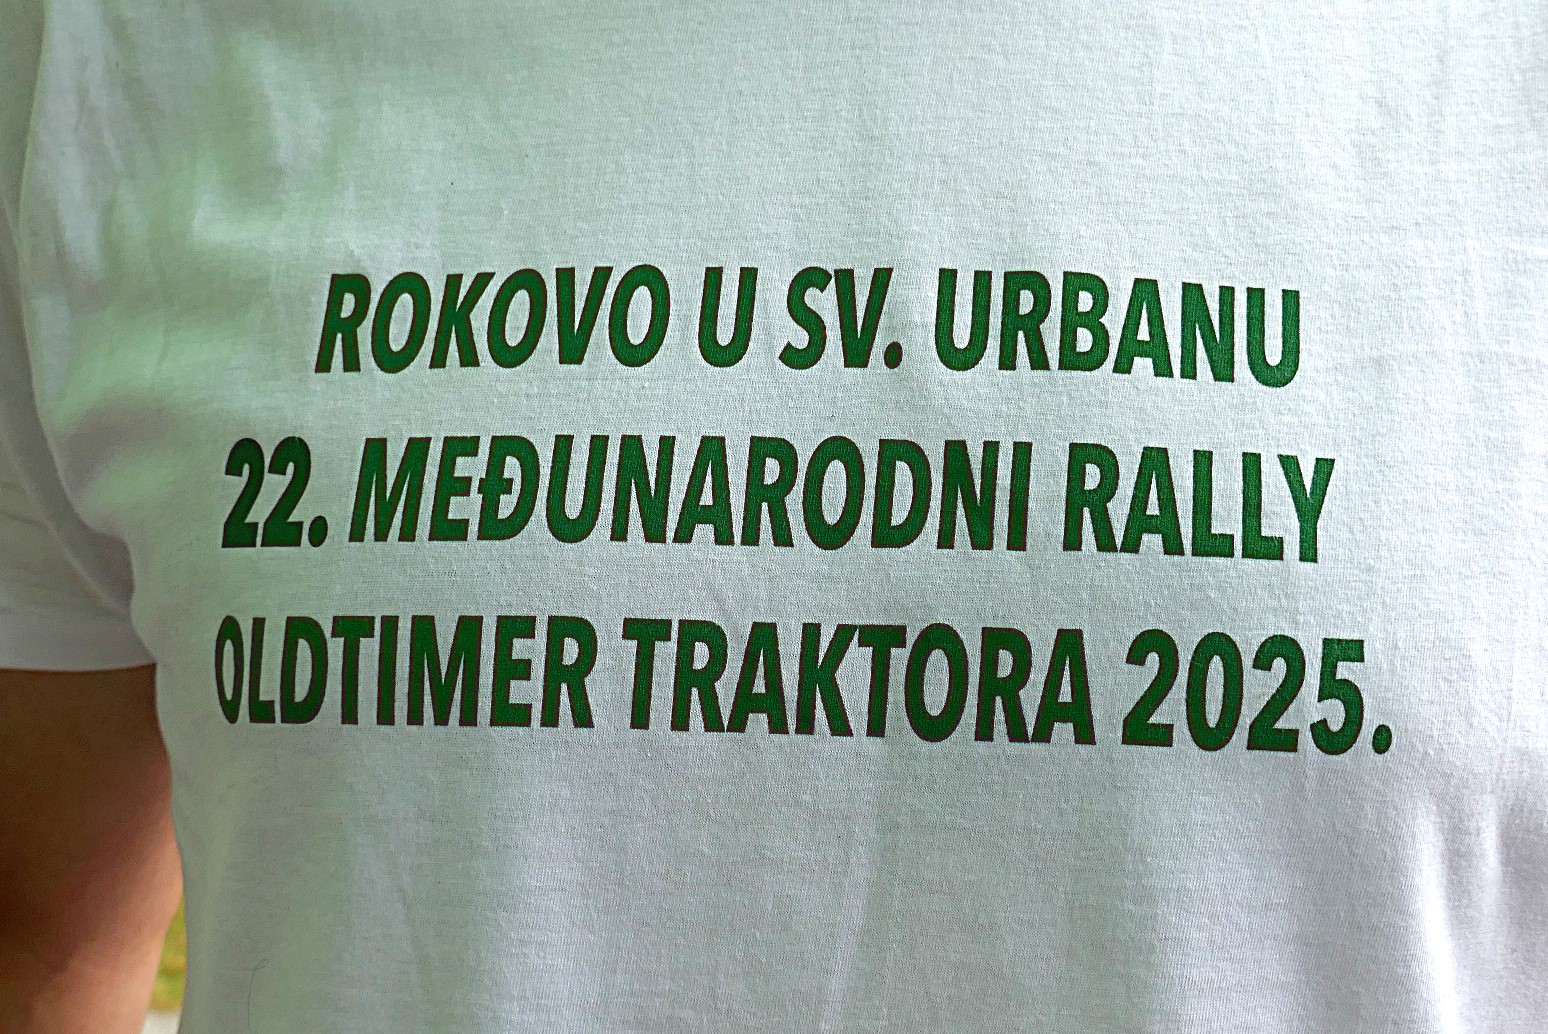 ROKOVO U SV. URBANU
22. MEĐUNARODNI RALLY
OLDTIMER TRAKTORA 2025.